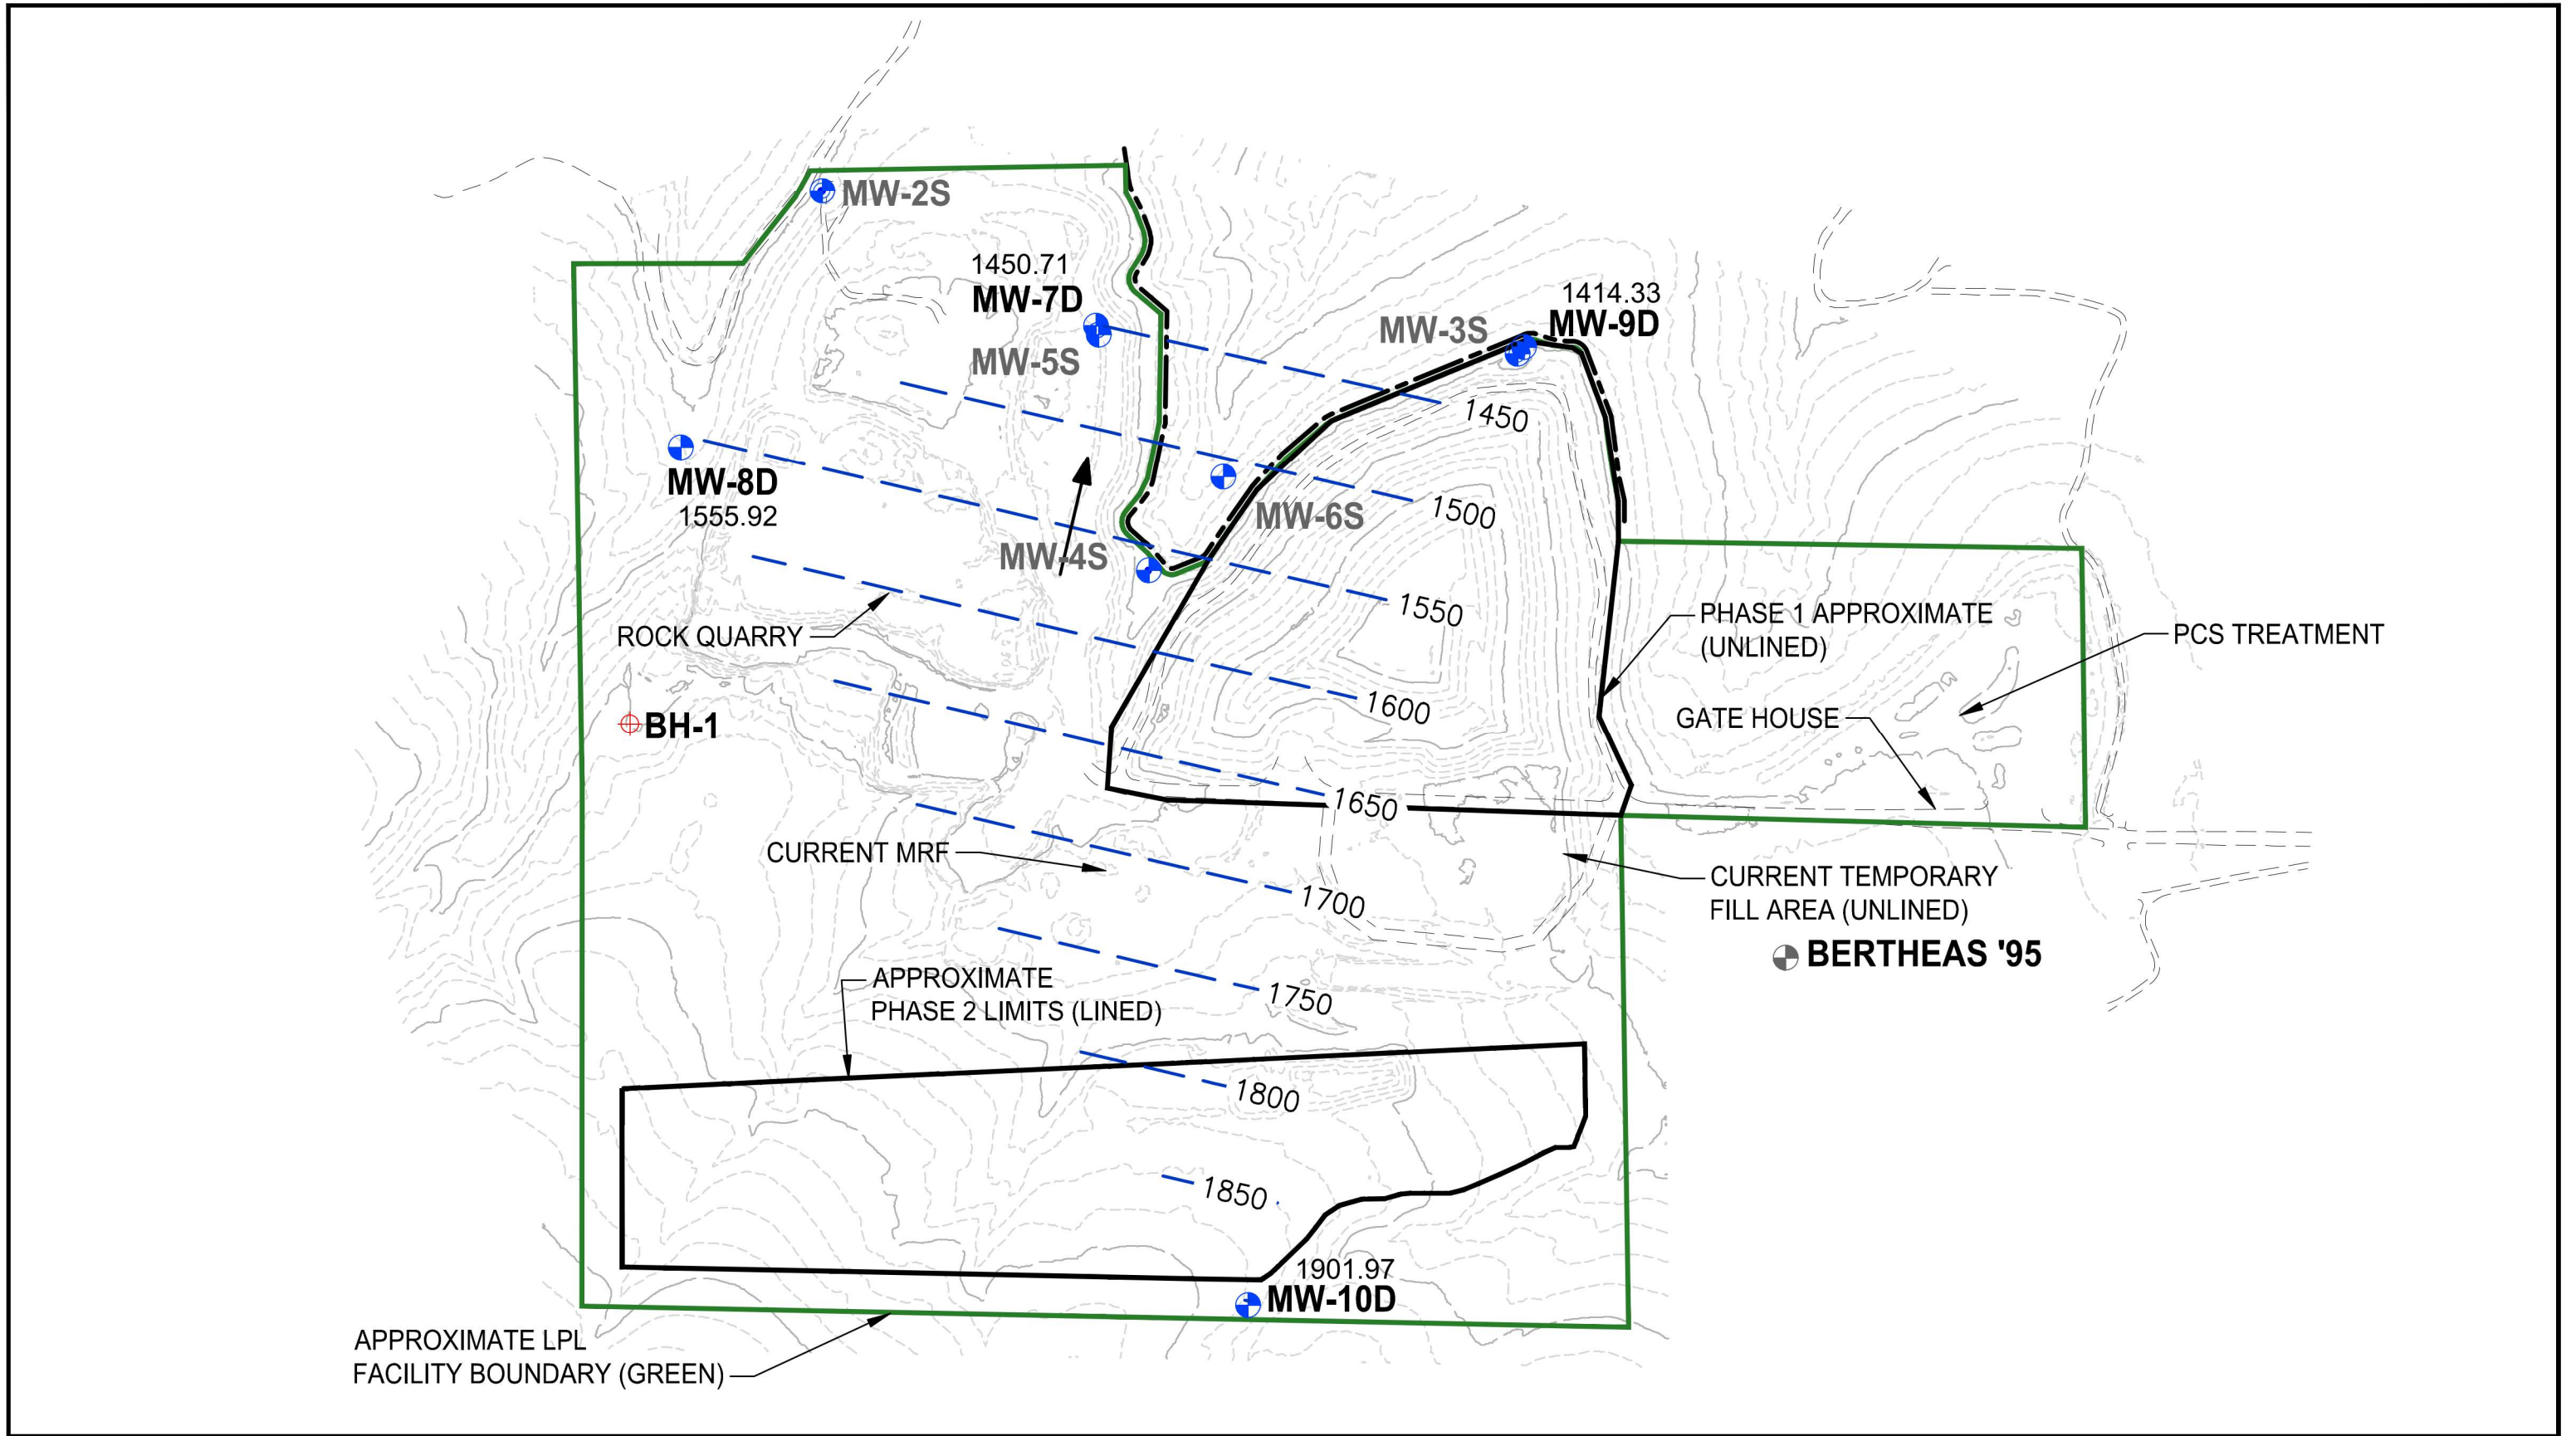 MW-2S
1450.71
MW-7D
1414.33
MW-9D
MW-3S
MW-5S
1450
MW-8D
1555.92
1500
MW-6S
MW-4S
1550
ROCK QUARRY
PHASE 1 APPROXIMATE
(UNLINED)
PCS TREATMENT
1600
GATE HOUSE
BH-1
1650
CURRENT MRF
1700
CURRENT TEMPORARY
FILL AREA (UNLINED)
BERTHEAS '95
APPROXIMATE
PHASE 2 LIMITS (LINED)
1750
1800
1850
1901.97
MW-10D
APPROXIMATE LPL
FACILITY BOUNDARY (GREEN)